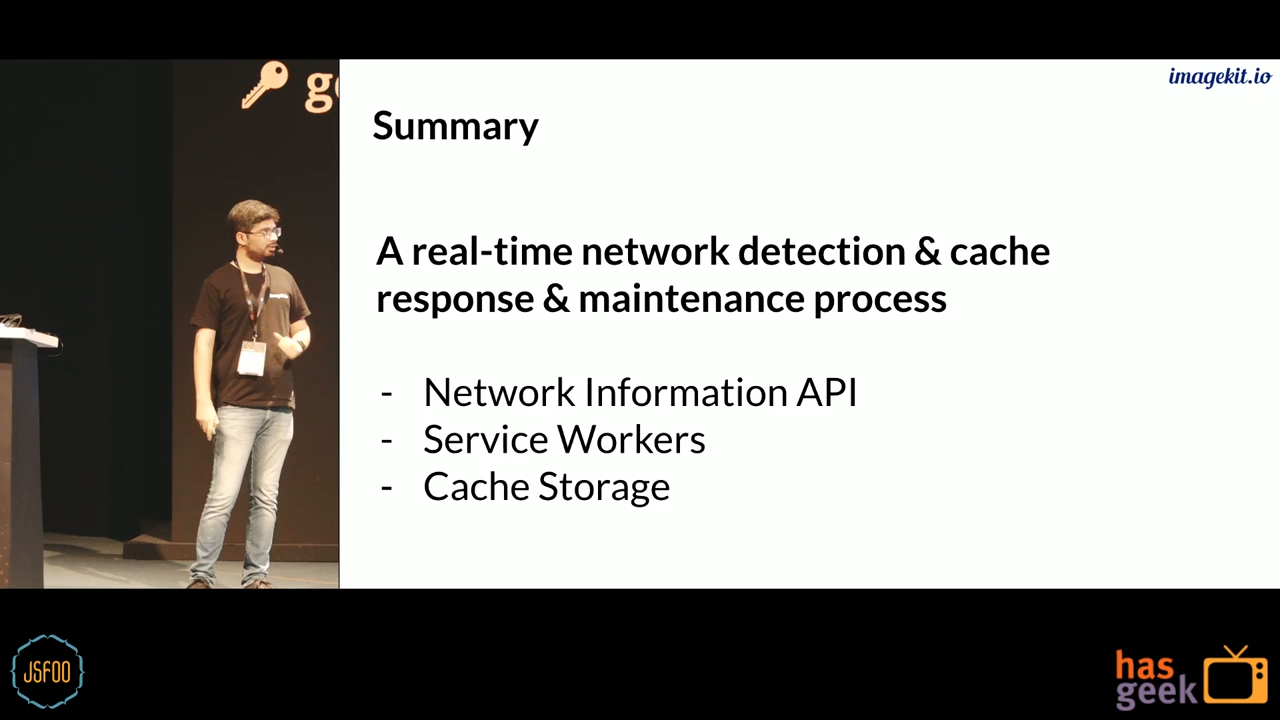 imagekit.io
Summary
A real-time network detection & cache
response & maintenance process
- Network Information API
- Service Workers
- Cache Storage
JSFOO
has
geek